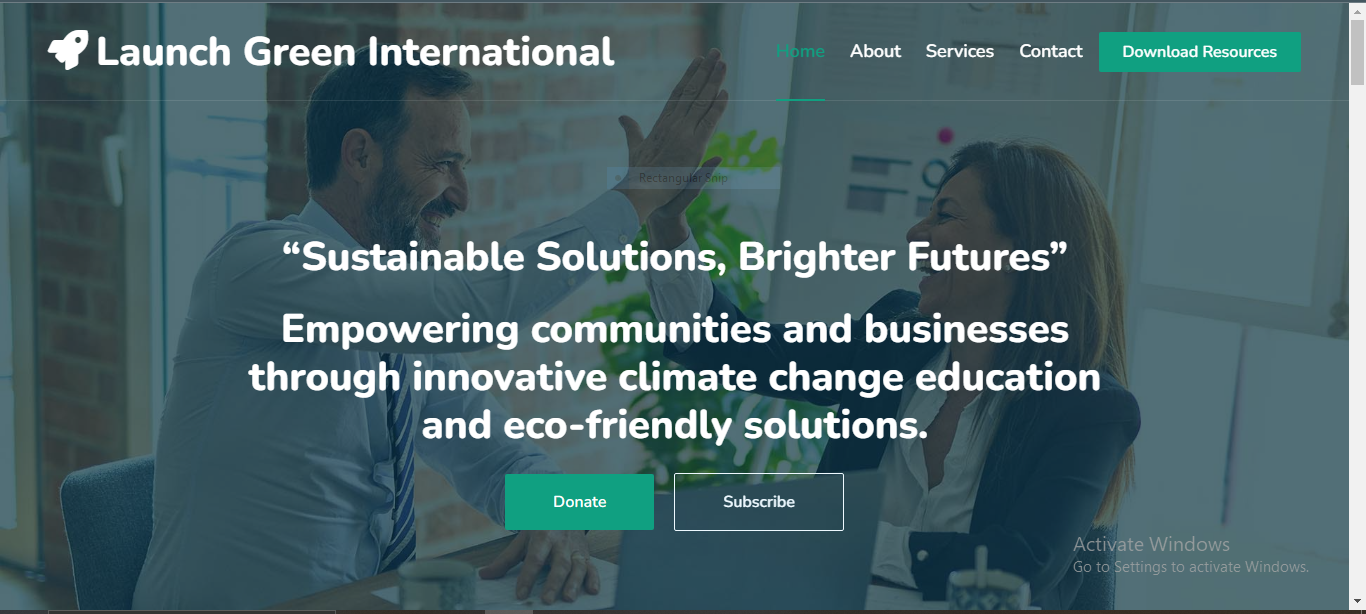 Launch Green International
Home About Services Contact Download Resources
Rectangular Snip
“Sustainable Solutions, Brighter Futures”
Empowering communities and businesses
through innovative climate change education
and eco-friendly solutions.
Donate Subscribe
Activate Windows
Go to Settings to activate Windows.